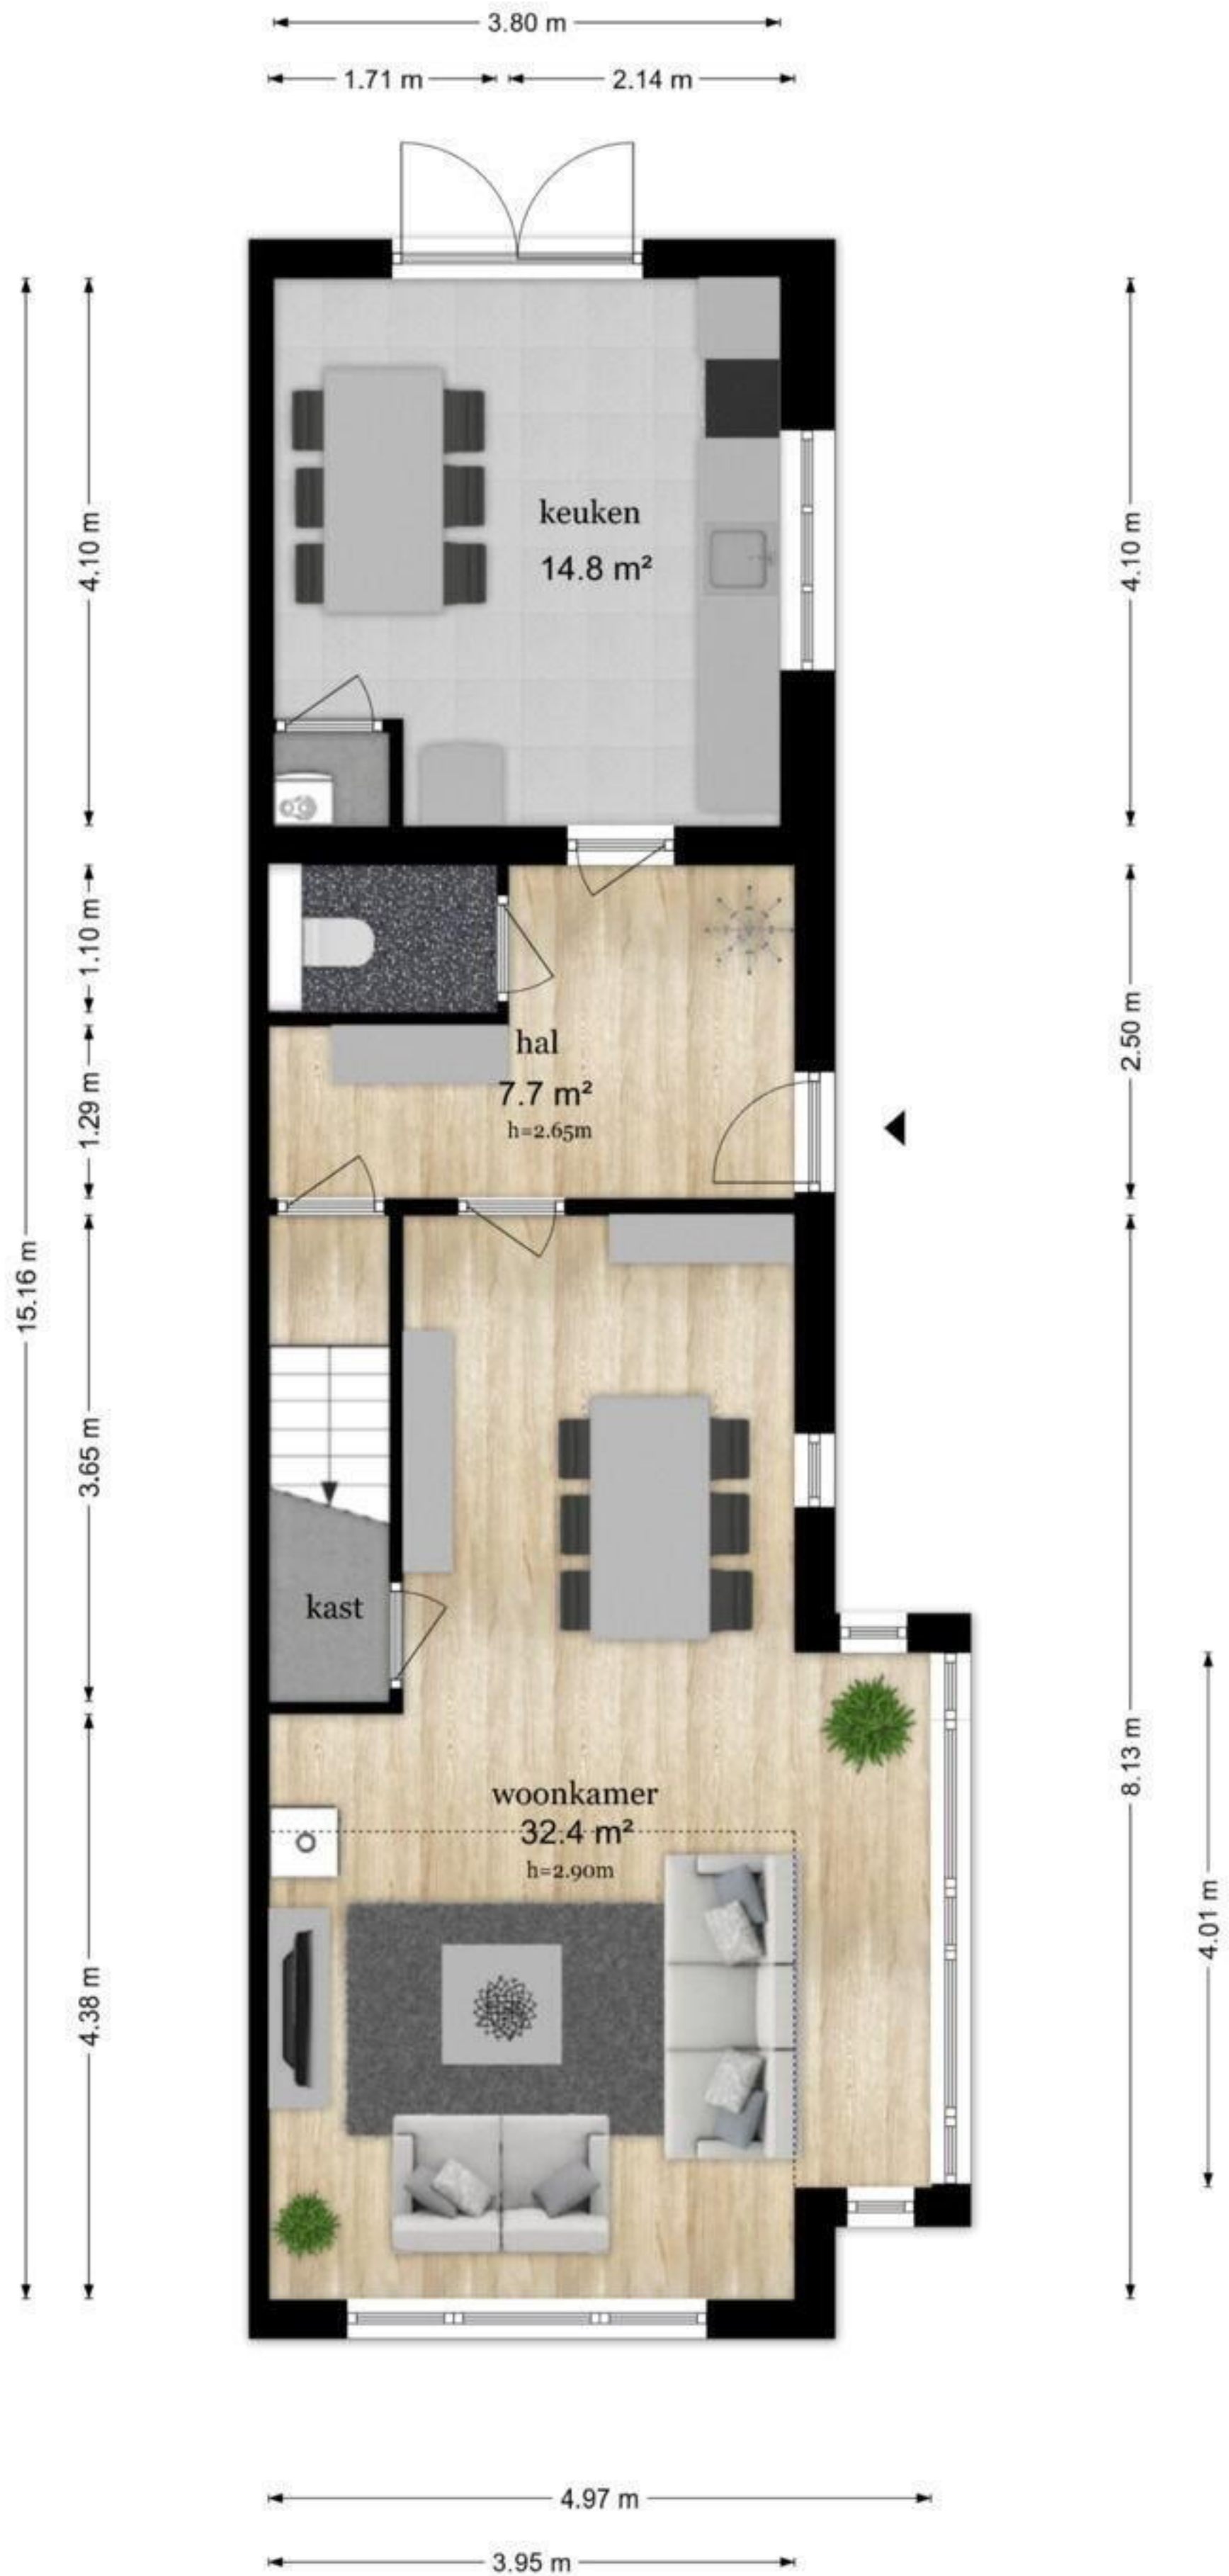 3.80 m
1.71 m
2.14 m
keuken
14.8 m²
4.10 m
4.10 m
1.10 m
1.29 m
hal
7.7 m²
h=2.65m
2.50 m
15.16 m
3.65 m
kast
woonkamer
32.4 m²
h=2.90m
8.13 m
4.01 m
4.38 m
4.97 m
3.95 m